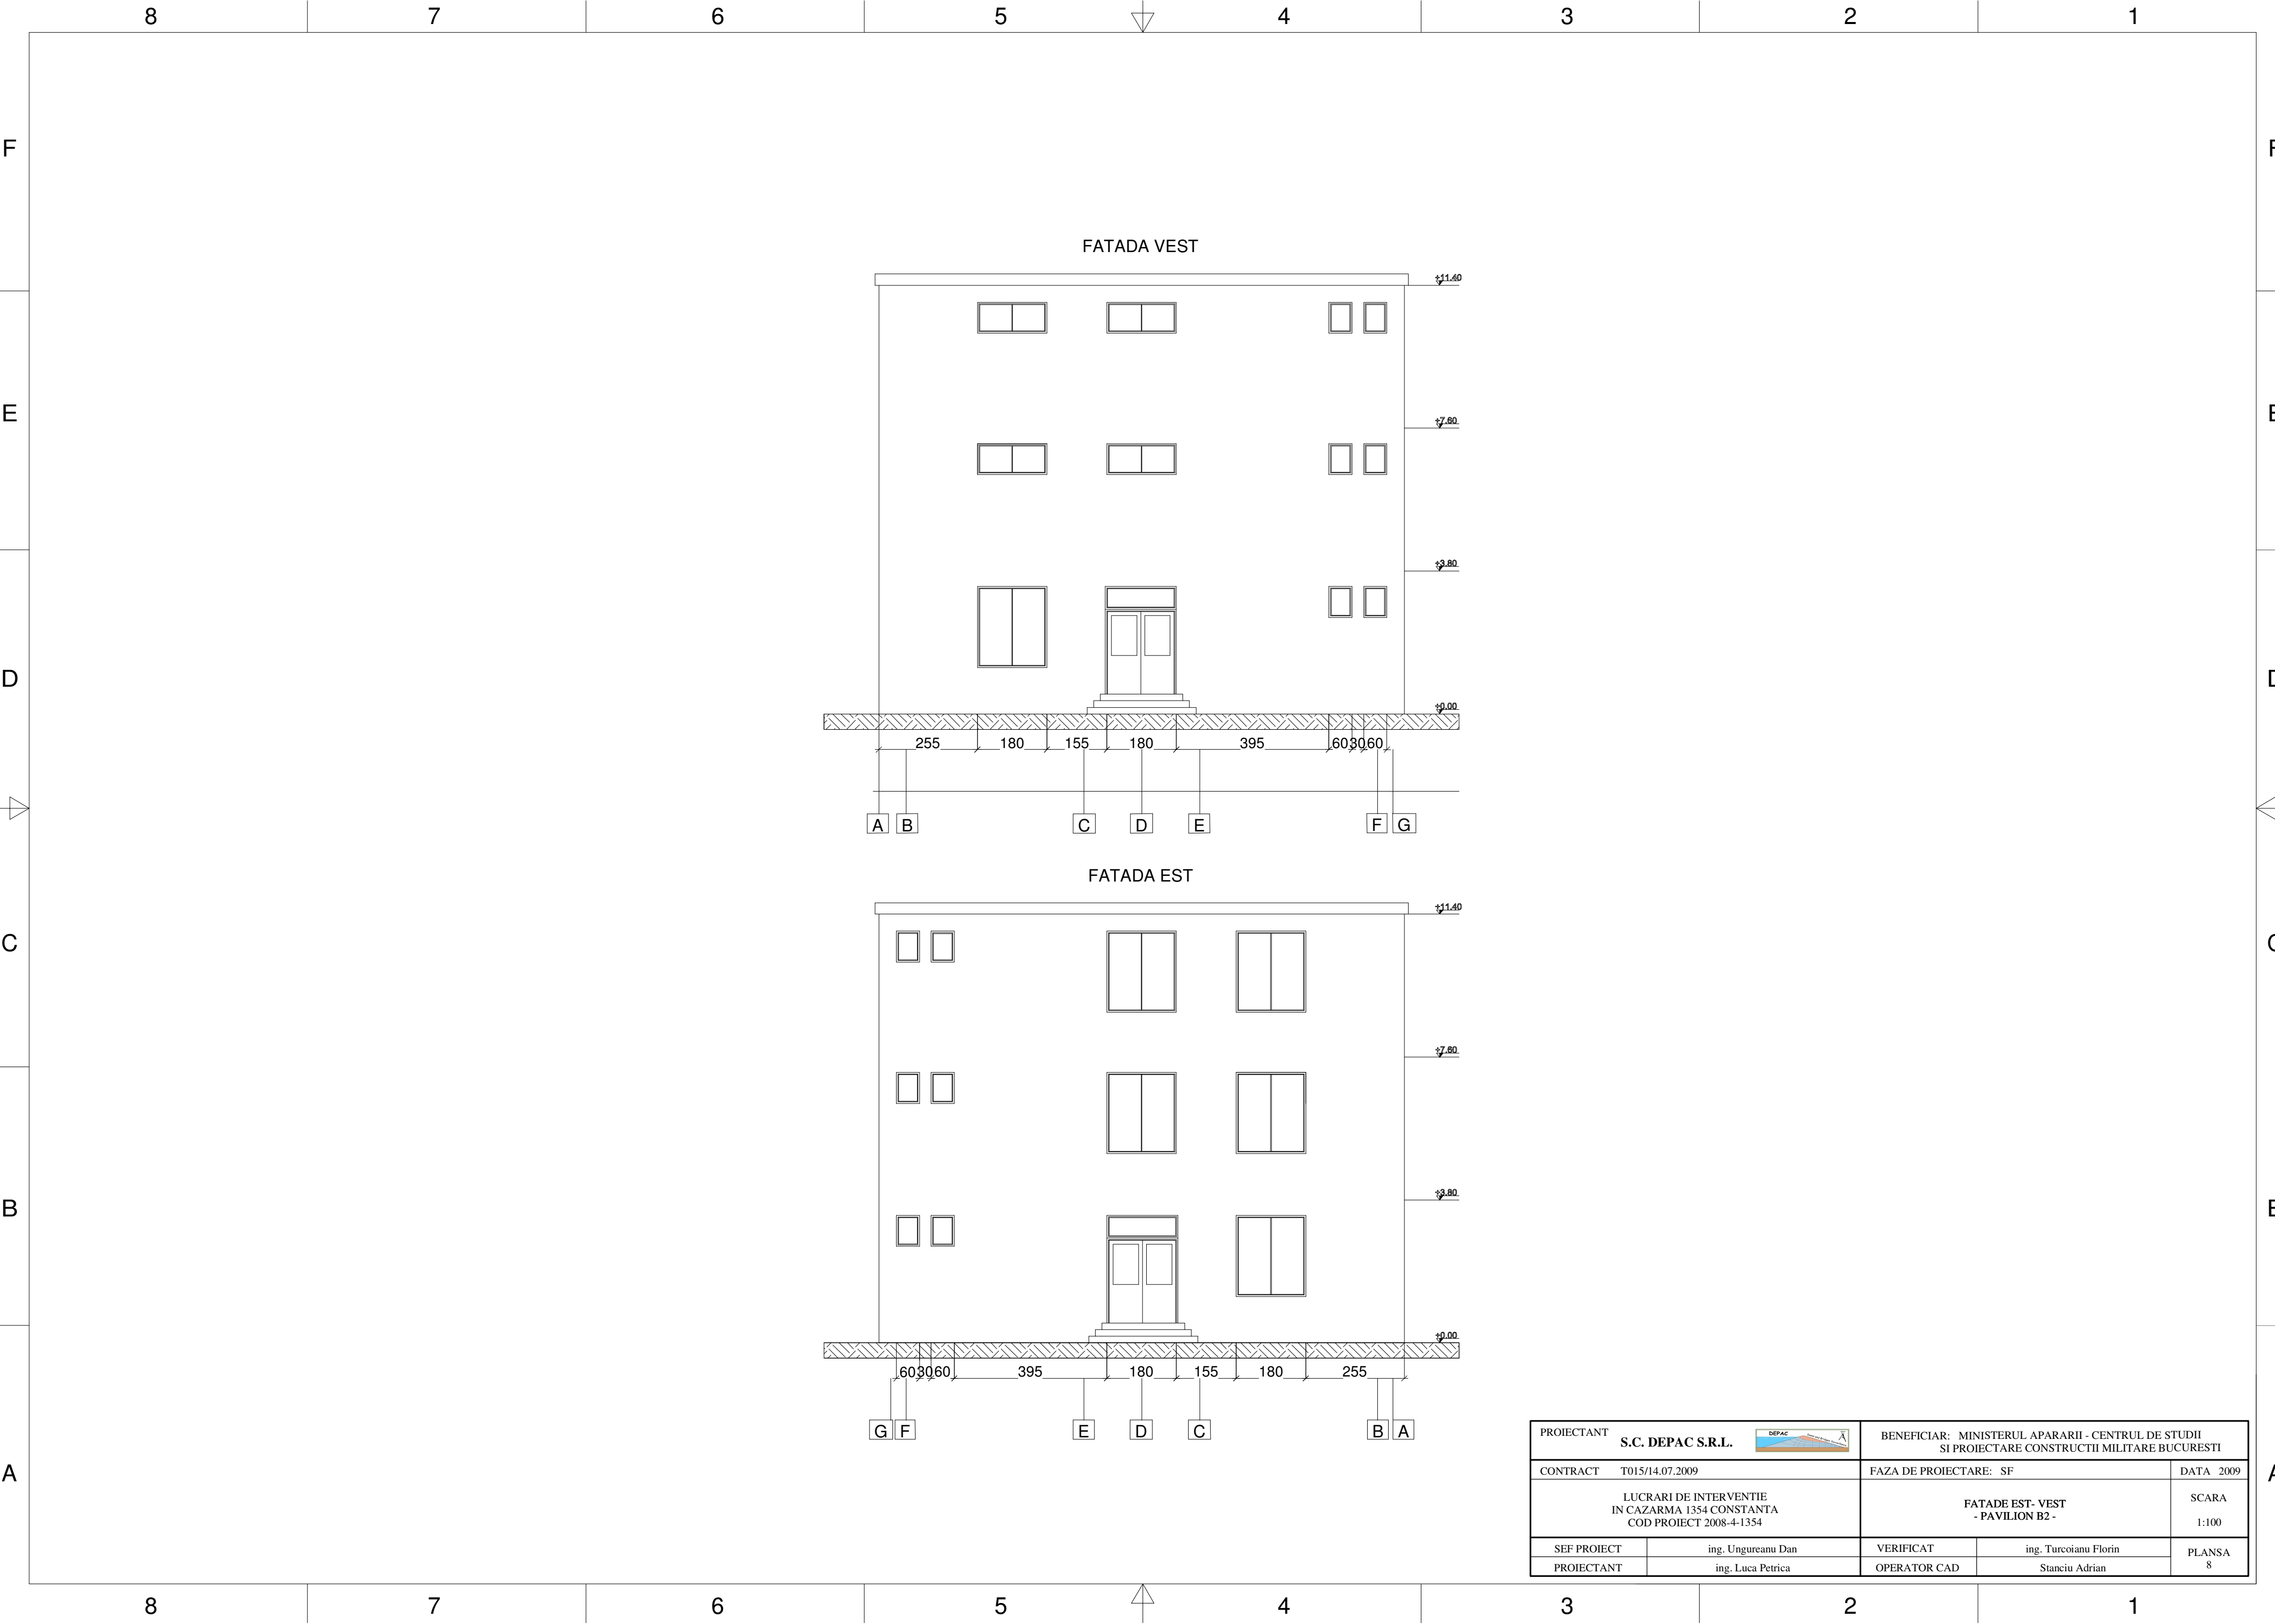 8 7 6 5 4 3 2 1
F
FATADA VEST
+11.40
E
+7.60
+3.80
D
+0.00
255 180 155 180 395 60 30 60
A B C D E F G
FATADA EST
+11.40
C
+7.60
+3.80
B
+0.00
60 30 60 395 180 155 180 255
G F E D C B A
A
PROIECTANT S.C. DEPAC S.R.L.
DEPAC
BENEFICIAR: MINISTERUL APARARII - CENTRUL DE STUDII
SI PROIECTARE CONSTRUCTII MILITARE BUCURESTI
CONTRACT T015/14.07.2009
FAZA DE PROIECTARE: SF
DATA 2009
LUCRARI DE INTERVENTIE
IN CAZARMA 1354 CONSTANTA
COD PROIECT 2008-4-1354
FATADE EST- VEST
- PAVILION B2 -
SCARA
1:100
SEF PROIECT ing. Ungureanu Dan
VERIFICAT ing. Turcoianu Florin
PROIECTANT ing. Luca Petrica
OPERATOR CAD Stanciu Adrian
PLANSA
8
8 7 6 5 4 3 2 1